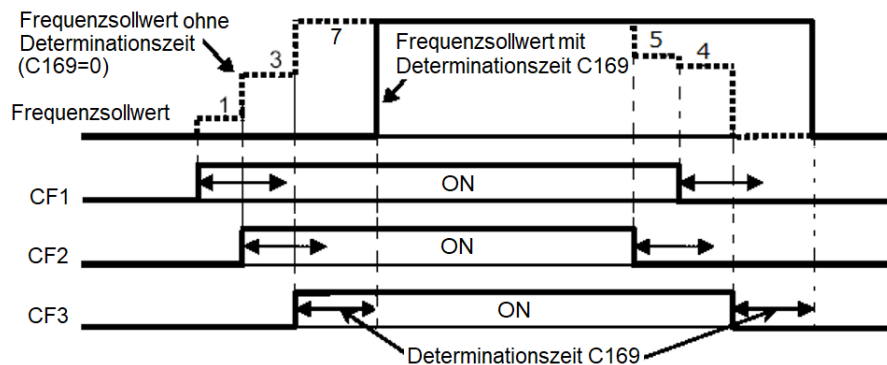 Frequenzsollwert ohne
Determinationszeit
(C169=0)
Frequenzsollwert
1
3
7
Frequenzsollwert mit
Determinationszeit C169
5
4
CF1
ON
CF2
ON
CF3
ON
Determinationszeit C169